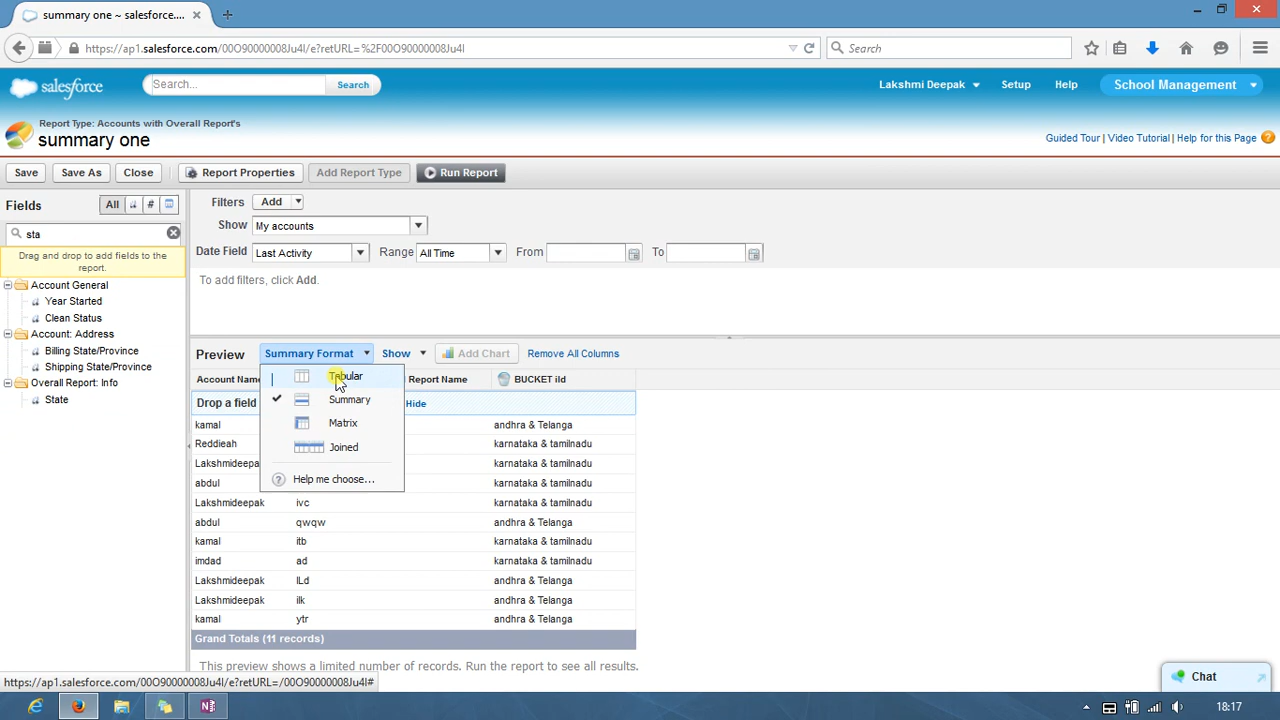 summary one ~ salesforce....
https://ap1.salesforce.com/00O90000008Ju4I/e?retURL=%2F00O90000008Ju4I
Search
salesforce
Search...
Search
Lakshmi Deepak
Setup
Help
School Management
Report Type: Accounts with Overall Report's
summary one
Guided Tour | Video Tutorial | Help for this Page
Save
Save As
Close
Report Properties
Add Report Type
Run Report
Fields
All
#
sta
Drag and drop to add fields to the
report.
Account General
Year Started
Clean Status
Account: Address
Billing State/Province
Shipping State/Province
Overall Report: Info
State
Filters
Add
Show
My accounts
Date Field
Last Activity
Range
All Time
From
To
To add filters, click Add.
Preview
Summary Format
Show
Add Chart
Remove All Columns
Tabular
Summary
Matrix
Joined
Help me choose...
Account Name
Report Name
BUCKET ild
Drop a field
Hide
kamal
andhra & Telanga
Reddieah
karnataka & tamilnadu
Lakshmideepak
karnataka & tamilnadu
abdul
karnataka & tamilnadu
Lakshmideepak
ivc
karnataka & tamilnadu
abdul
qwqw
andhra & Telanga
kamal
itb
karnataka & tamilnadu
imdad
ad
karnataka & tamilnadu
Lakshmideepak
ILd
andhra & Telanga
Lakshmideepak
ilk
andhra & Telanga
kamal
ytr
andhra & Telanga
Grand Totals (11 records)
This preview shows a limited number of records. Run the report to see all results.
https://ap1.salesforce.com/00O90000008Ju4I/e?retURL=/00O90000008Ju4I#
Chat
18:17